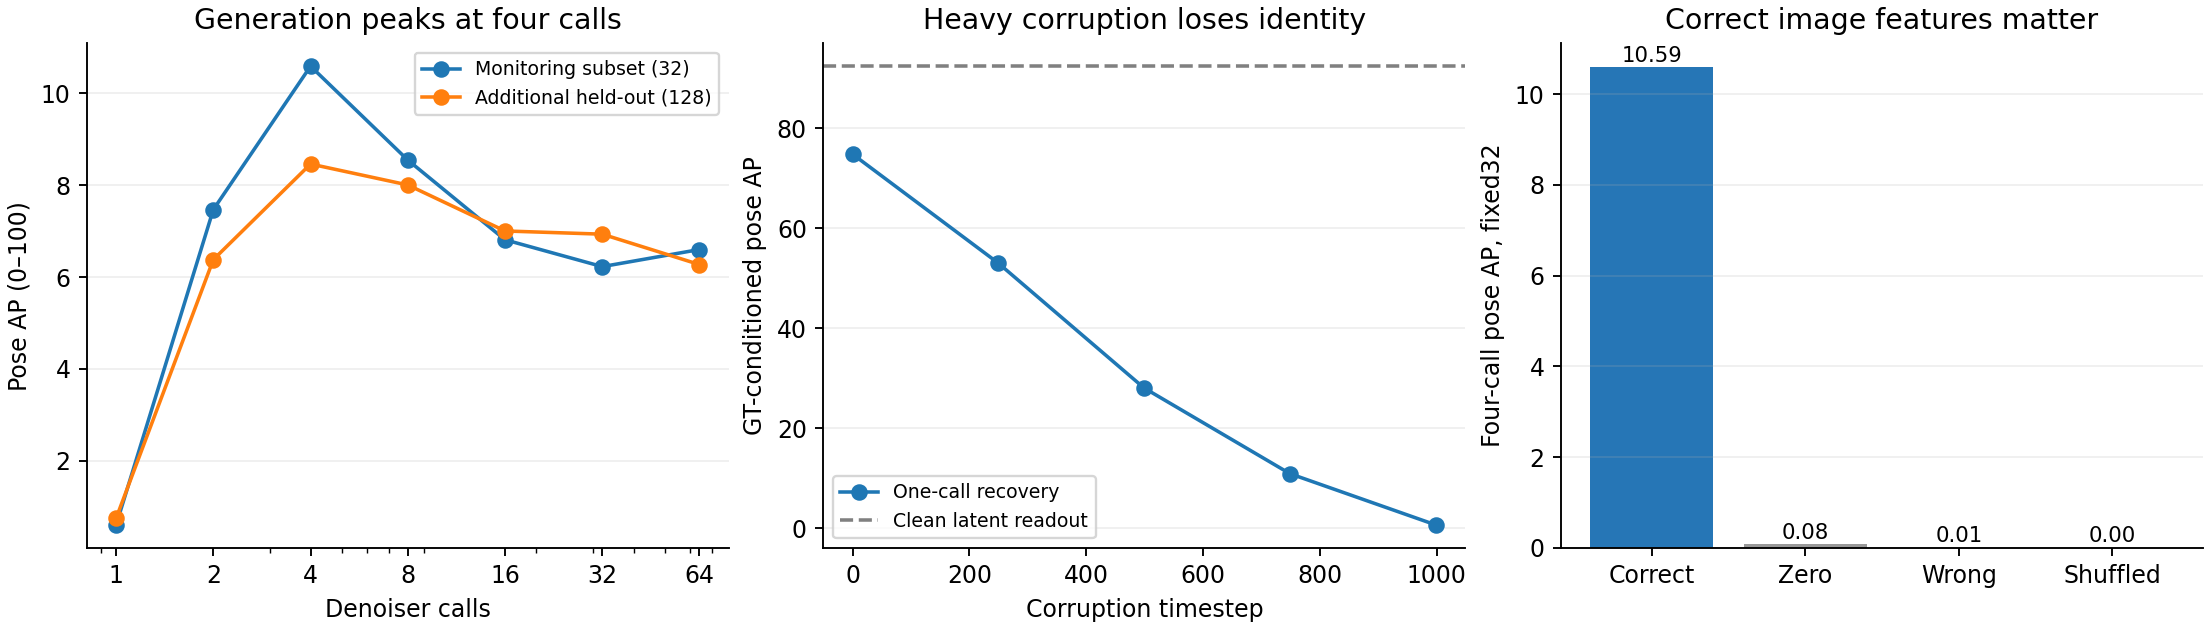 Generation peaks at four calls
Pose AP (0–100)
10
8
6
4
2
Monitoring subset (32)
Additional held-out (128)
1 2 4 8 16 32 64
Denoiser calls
Heavy corruption loses identity
GT-conditioned pose AP
80
60
40
20
0
One-call recovery
Clean latent readout
0 200 400 600 800 1000
Corruption timestep
Correct image features matter
Four-call pose AP, fixed32
10
8
6
4
2
0
10.59
0.08 0.01 0.00
Correct Zero Wrong Shuffled